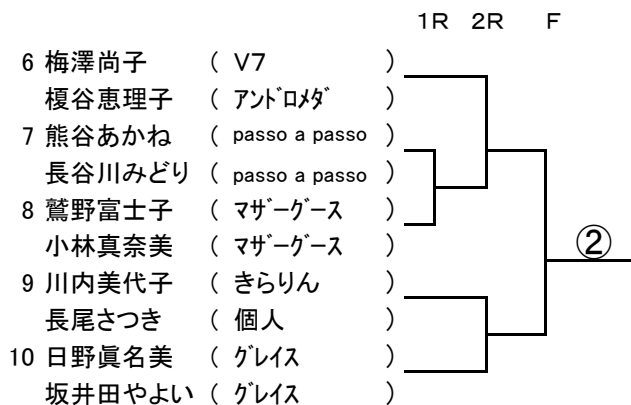 1R 2R F
6 梅澤尚子 ( V7 )
榎谷恵理子 ( ｱﾝﾄﾞﾛﾒﾀﾞ )
7 熊谷あかね ( passo a passo )
長谷川みどり ( passo a passo )
8 鷲野富士子 ( ﾏｻﾞｰｸﾞｰｽ )
小林真奈美 ( ﾏｻﾞｰｸﾞｰｽ )
②
9 川内美代子 ( きらりん )
長尾さつき ( 個人 )
10 日野眞名美 ( ｸﾞﾚｲｽ )
坂井田やよい ( ｸﾞﾚｲｽ )